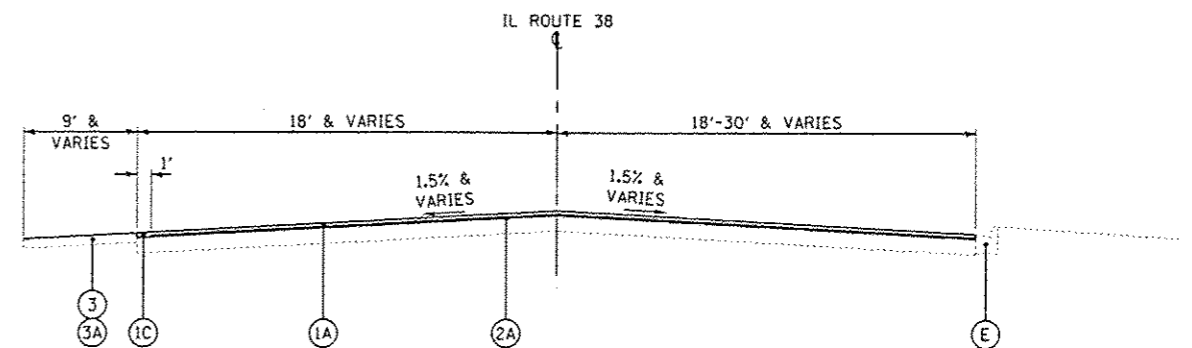 IL ROUTE 38
℄
9' &
VARIES
18' & VARIES
18'-30' & VARIES
1'
1.5% &
VARIES
1.5% &
VARIES
3
3A
1C
1A
2A
E